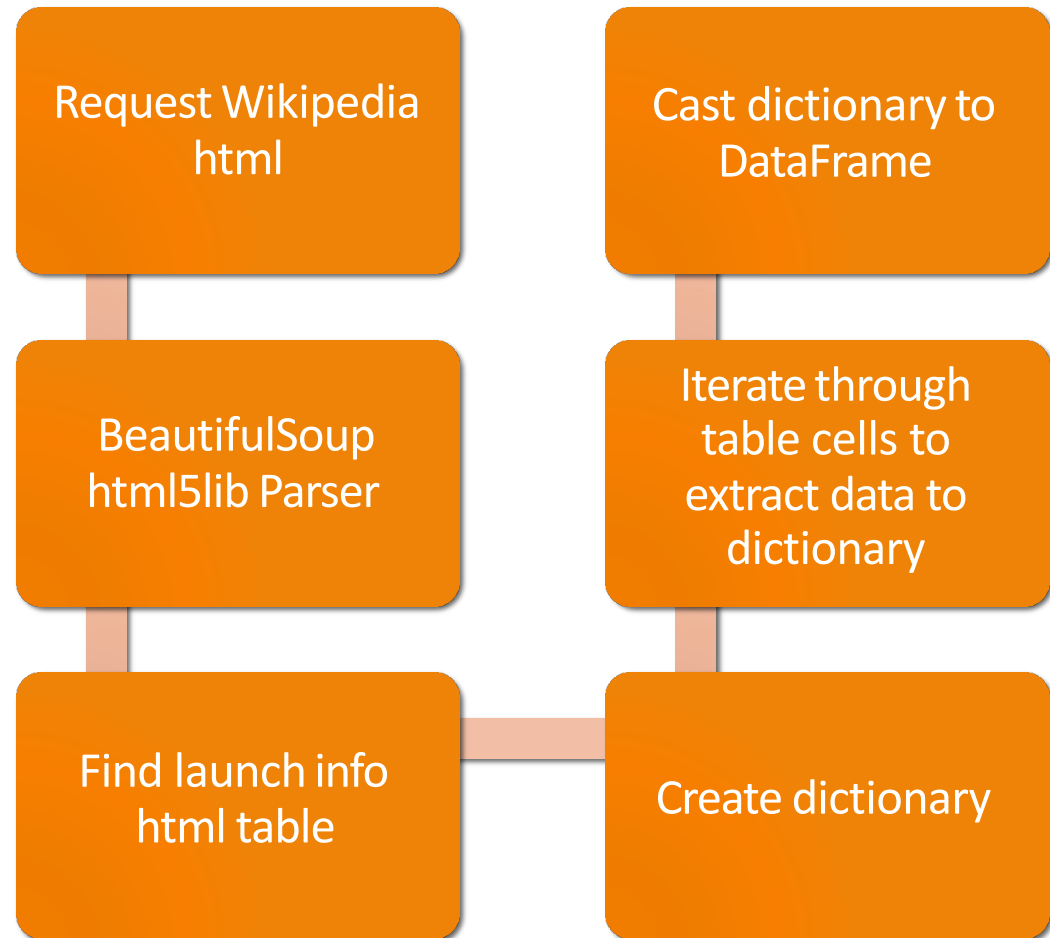 Request Wikipedia
html
BeautifulSoup
html5lib Parser
Find launch info
html table
Create dictionary
Iterate through
table cells to
extract data to
dictionary
Cast dictionary to
DataFrame